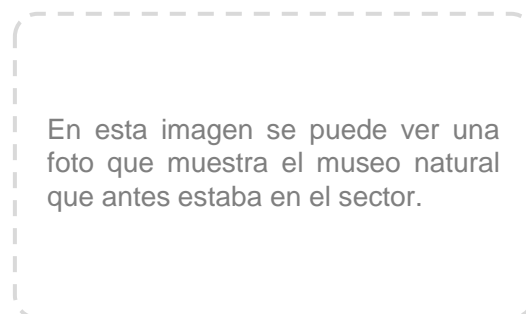 En esta imagen se puede ver una
foto que muestra el museo natural
que antes estaba en el sector.